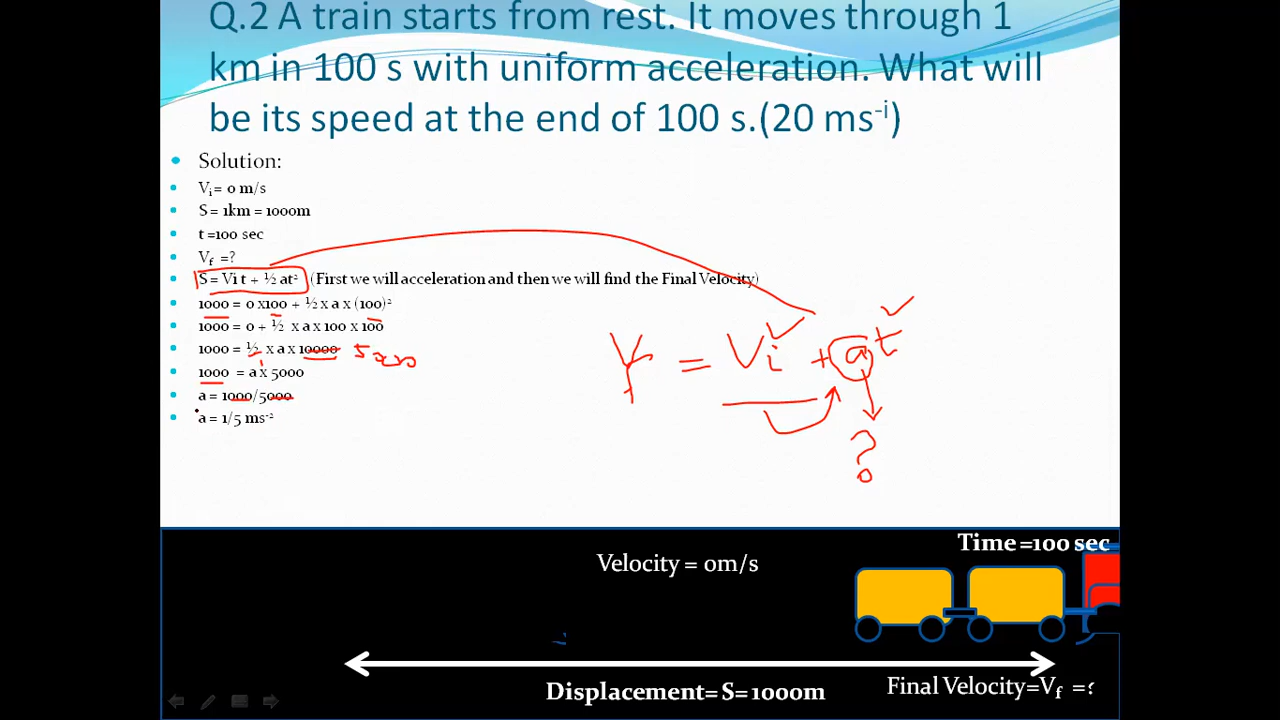 Q.2 A train starts from rest. It moves through 1
km in 100 s with uniform acceleration. What will
be its speed at the end of 100 s.(20 ms⁻ⁱ)
Solution:
Vᵢ = 0 m/s
S = 1km = 1000m
t =100 sec
V_f =?
S = Vi t + ½ at² (First we will acceleration and then we will find the Final Velocity)
1000 = 0 x100 + ½ x a x (100)²
1000 = 0 + ½ x a x 100 x 100
1000 = ½ x a x 10000 5000
1000 = a x 5000
a = 1000/5000
a = 1/5 ms⁻²
V_f = Vi + a t
?
Time =100 sec
Velocity = 0m/s
Displacement= S= 1000m
Final Velocity=V_f =?